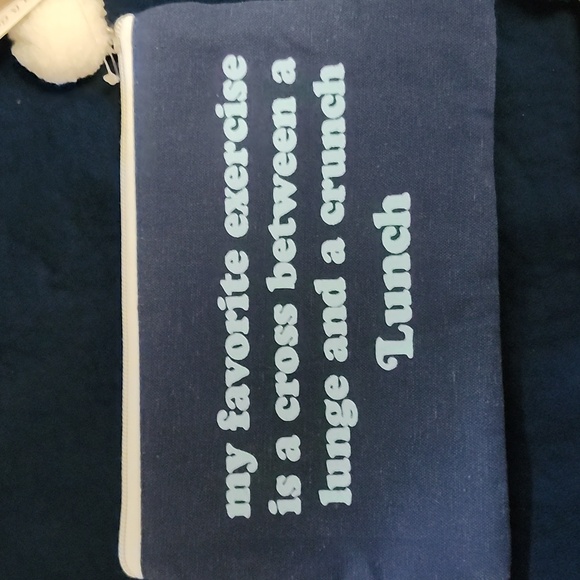 my favorite exercise
is a cross between a
lunge and a crunch
Lunch